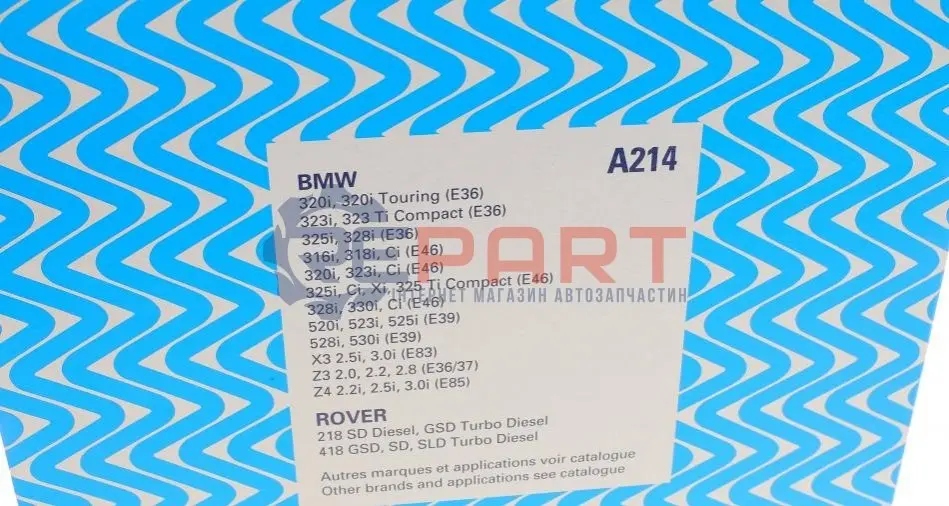 A214
BMW
320i, 320i Touring (E36)
323i, 323 Ti Compact (E36)
325i, 328i (E36)
316i, 318i, Ci (E46)
320i, 323i, Ci (E46)
325i, Ci, Xi, 325 Ti Compact (E46)
328i, 330i, Ci (E46)
520i, 523i, 525i (E39)
528i, 530i (E39)
X3 2.5i, 3.0i (E83)
Z3 2.0, 2.2, 2.8 (E36/37)
Z4 2.2i, 2.5i, 3.0i (E85)
ROVER
218 SD Diesel, GSD Turbo Diesel
418 GSD, SD, SLD Turbo Diesel
Autres marques et applications voir catalogue
Other brands and applications see catalogue
EPART
ІНТЕРНЕТ МАГАЗИН АВТОЗАПЧАСТИН